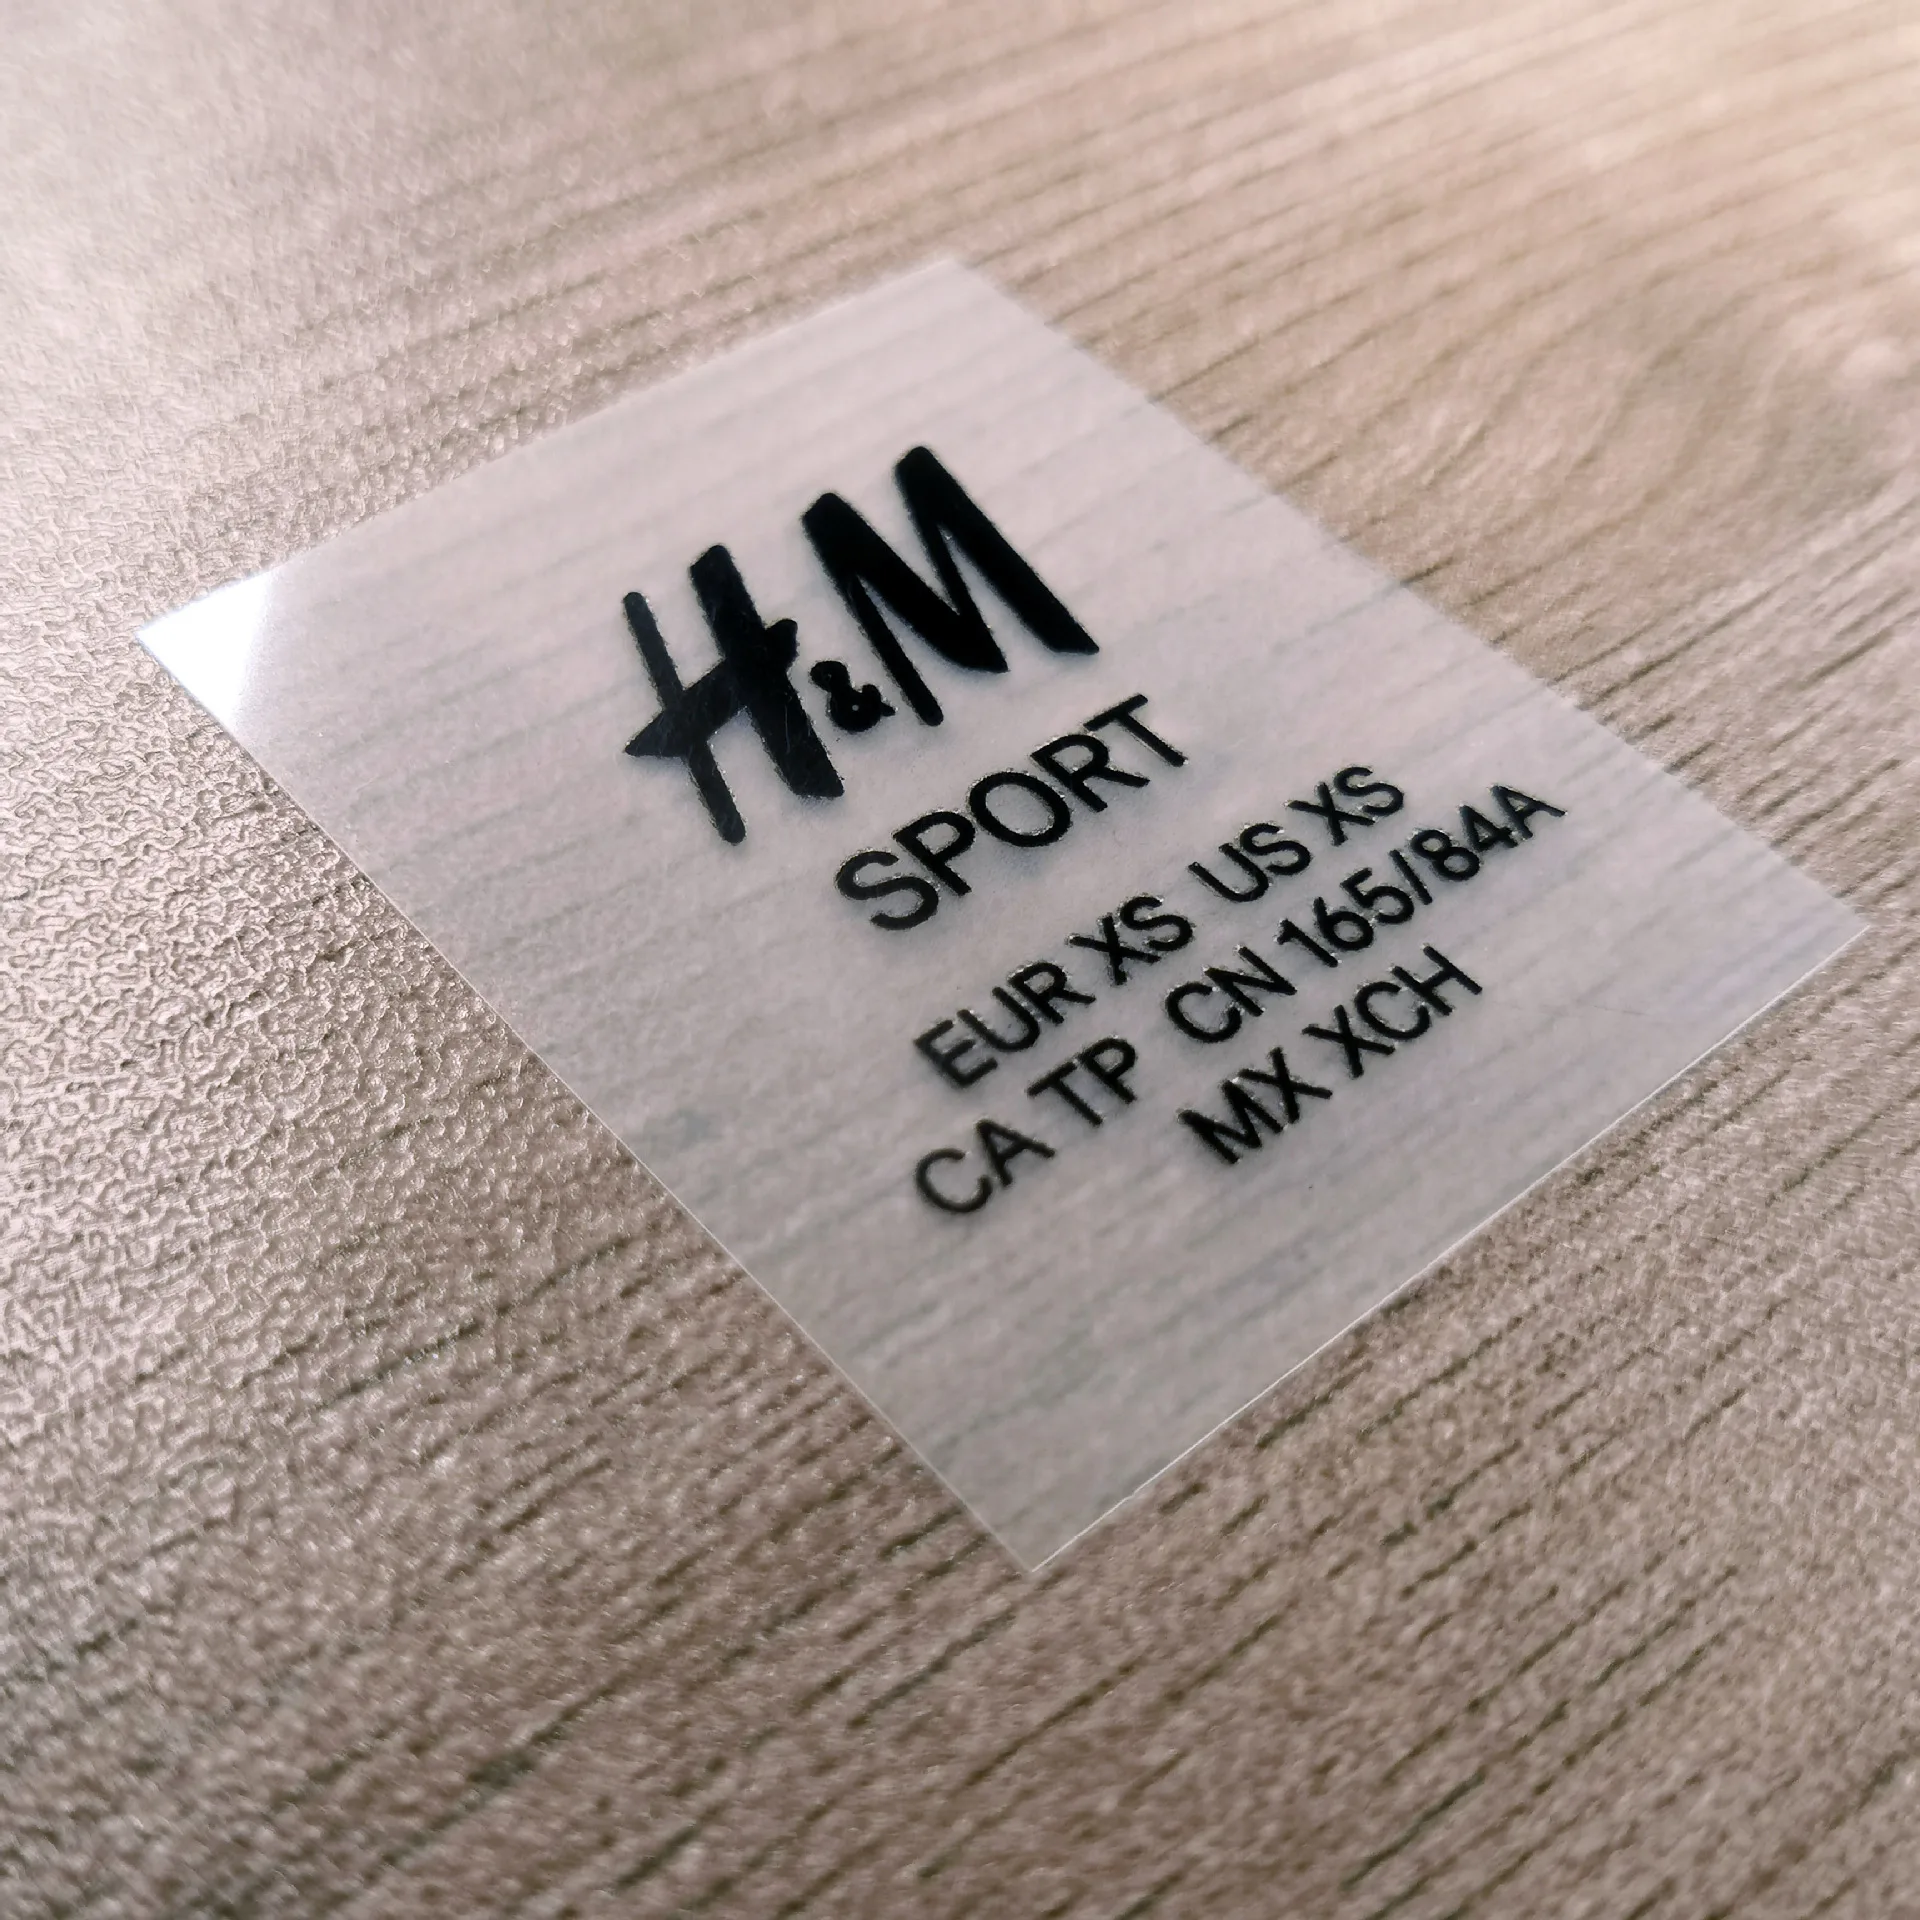 H&M
SPORT
EUR XS US XS
CA TP CN 165/84A
MX XCH